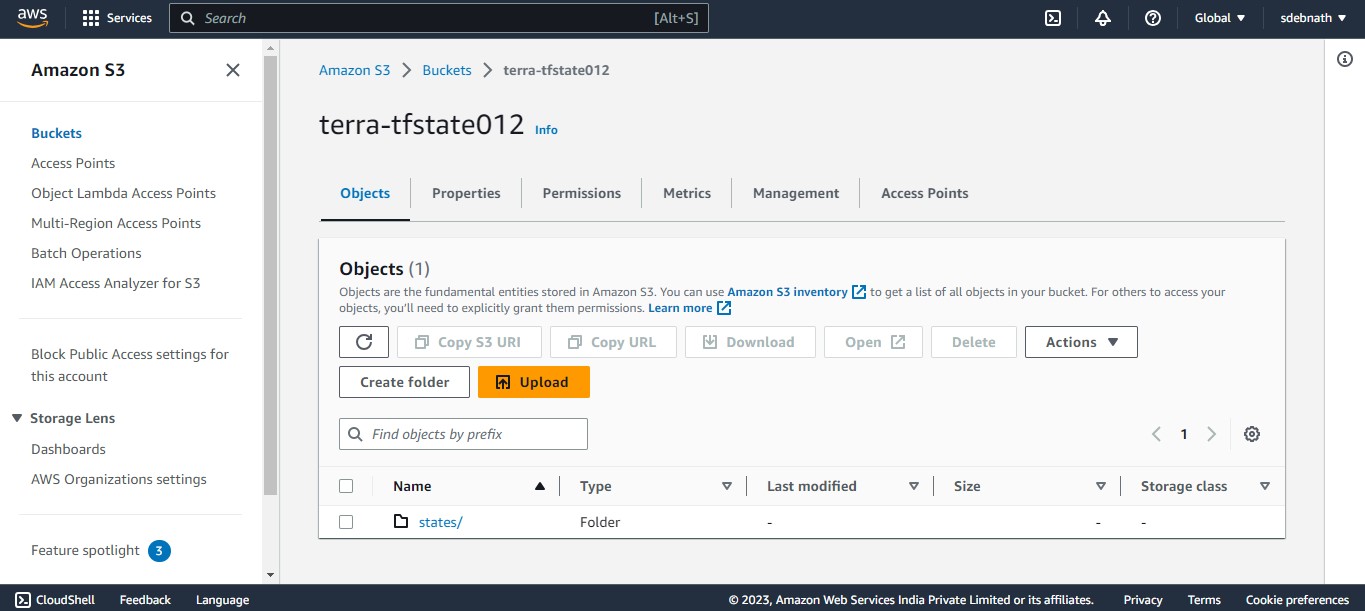 aws
Services
Search
[Alt+S]
Global
sdebnath
Amazon S3
Buckets
Access Points
Object Lambda Access Points
Multi-Region Access Points
Batch Operations
IAM Access Analyzer for S3
Block Public Access settings for
this account
Storage Lens
Dashboards
AWS Organizations settings
Feature spotlight 3
Amazon S3 > Buckets > terra-tfstate012
terra-tfstate012 Info
Objects
Properties
Permissions
Metrics
Management
Access Points
Objects (1)
Objects are the fundamental entities stored in Amazon S3. You can use Amazon S3 inventory to get a list of all objects in your bucket. For others to access your
objects, you'll need to explicitly grant them permissions. Learn more
Copy S3 URI
Copy URL
Download
Open
Delete
Actions
Create folder
Upload
Find objects by prefix
1
Name Type Last modified Size Storage class
states/ Folder - - -
CloudShell Feedback Language
© 2023, Amazon Web Services India Private Limited or its affiliates. Privacy Terms Cookie preferences